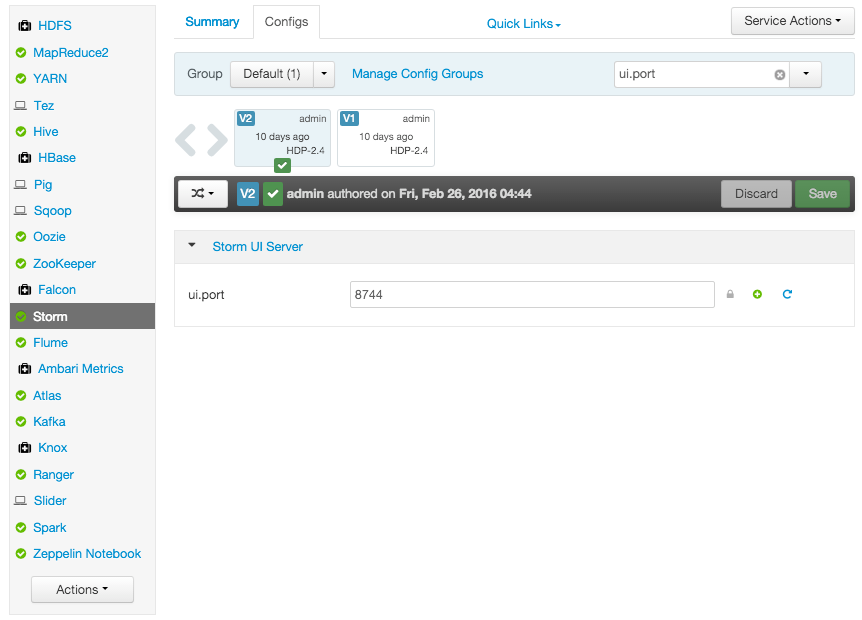 HDFS
MapReduce2
YARN
Tez
Hive
HBase
Pig
Sqoop
Oozie
ZooKeeper
Falcon
Storm
Flume
Ambari Metrics
Atlas
Kafka
Knox
Ranger
Slider
Spark
Zeppelin Notebook
Actions
Summary Configs Quick Links Service Actions
Group Default (1) Manage Config Groups ui.port
V2 admin
10 days ago
HDP-2.4
V1 admin
10 days ago
HDP-2.4
V2 admin authored on Fri, Feb 26, 2016 04:44 Discard Save
Storm UI Server
ui.port 8744